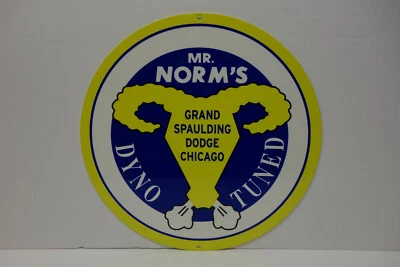 MR.
NORM'S
GRAND
SPAULDING
DODGE
CHICAGO
DYNO
TUNED